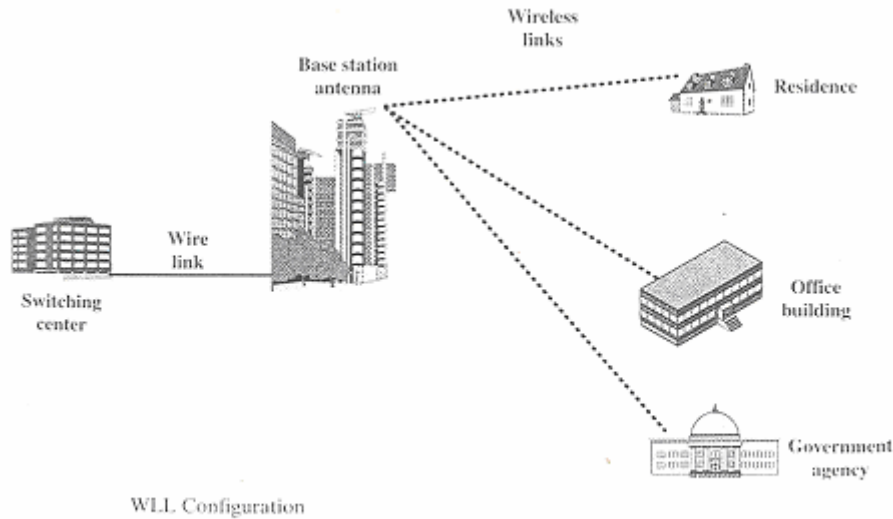 Wireless
links
Base station
antenna
Residence
Wire
link
Switching
center
Office
building
Government
agency
WLL Configuration